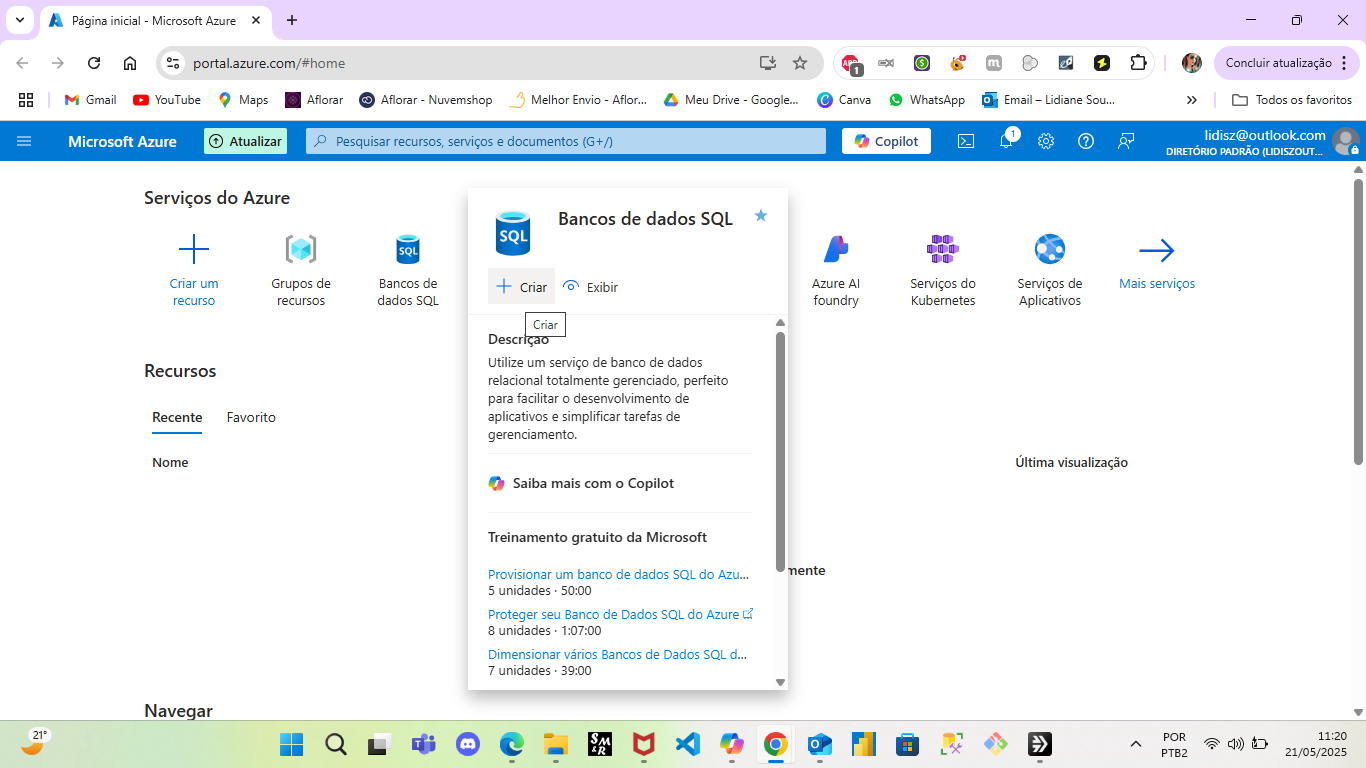 Página inicial - Microsoft Azure
portal.azure.com/#home
ABP
1
m
Concluir atualização
Gmail
YouTube
Maps
Aflorar
Aflorar - Nuvemshop
Melhor Envio - Aflor...
Meu Drive - Google...
Canva
WhatsApp
Email – Lidiane Sou...
Todos os favoritos
Microsoft Azure
Atualizar
Pesquisar recursos, serviços e documentos (G+/)
Copilot
1
lidisz@outlook.com
DIRETÓRIO PADRÃO (LIDISZOUT...
Serviços do Azure
Criar um
recurso
Grupos de
recursos
SQL
Bancos de
dados SQL
SQL
Bancos de dados SQL
Criar
Exibir
Criar
Descrição
Utilize um serviço de banco de dados
relacional totalmente gerenciado, perfeito
para facilitar o desenvolvimento de
aplicativos e simplificar tarefas de
gerenciamento.
Saiba mais com o Copilot
Treinamento gratuito da Microsoft
Provisionar um banco de dados SQL do Azu...
5 unidades · 50:00
Proteger seu Banco de Dados SQL do Azure
8 unidades · 1:07:00
Dimensionar vários Bancos de Dados SQL d...
7 unidades · 39:00
Azure AI
foundry
Serviços do
Kubernetes
Serviços de
Aplicativos
Mais serviços
Recursos
Recente
Favorito
Nome
Última visualização
mente
Navegar
21°
SM
&R
POR
PTB2
11:20
21/05/2025